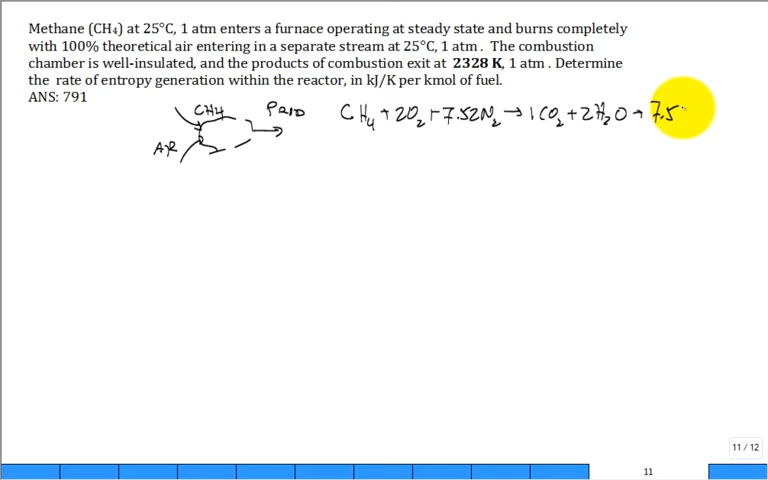 Methane (CH₄) at 25°C, 1 atm enters a furnace operating at steady state and burns completely
with 100% theoretical air entering in a separate stream at 25°C, 1 atm. The combustion
chamber is well-insulated, and the products of combustion exit at 2328 K, 1 atm. Determine
the rate of entropy generation within the reactor, in kJ/K per kmol of fuel.
ANS: 791
CH4 PROD CH₄ + 2O₂ + 7.52N₂ → 1CO₂ + 2H₂O + 7.5
AIR
11 / 12
11